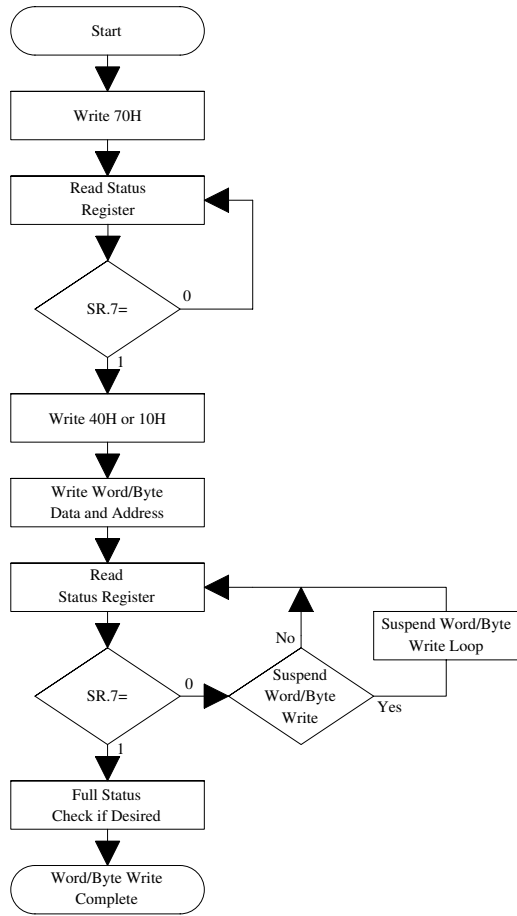 Start
Write 70H
Read Status
Register
SR.7=
0
1
Write 40H or 10H
Write Word/Byte
Data and Address
Read
Status Register
Suspend Word/Byte
Write Loop
No
SR.7=
0
Suspend
Word/Byte
Write
Yes
1
Full Status
Check if Desired
Word/Byte Write
Complete